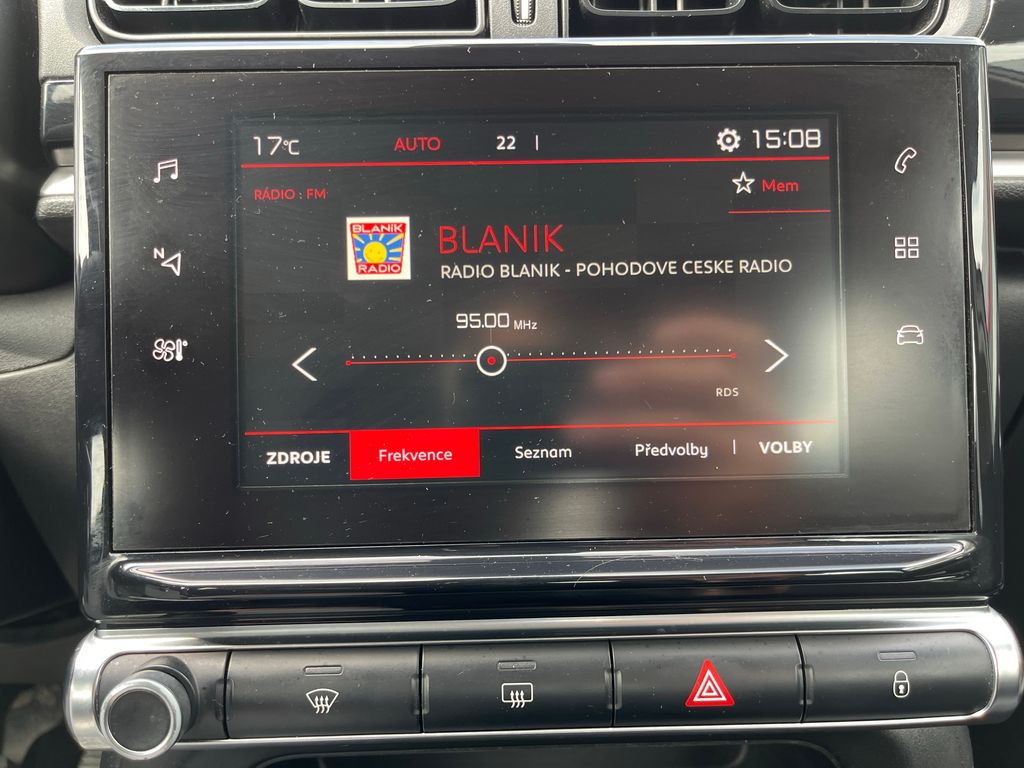 17°C AUTO 22 15:08
RÁDIO : FM
Mem
BLANíK
RADIO
BLANIK
RADIO BLANIK - POHODOVE CESKE RADIO
95.00 MHz
RDS
ZDROJE Frekvence Seznam Předvolby VOLBY
N